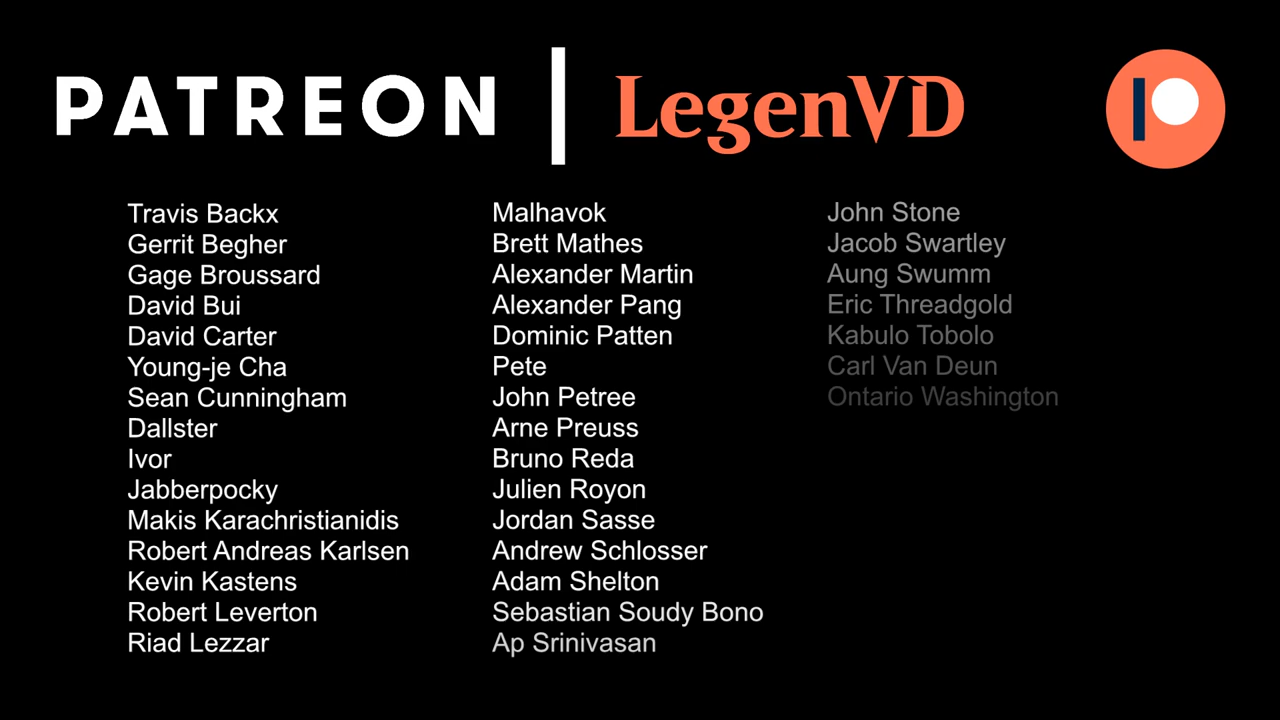 PATREON | LegenVD
Travis Backx
Gerrit Begher
Gage Broussard
David Bui
David Carter
Young-je Cha
Sean Cunningham
Dallster
Ivor
Jabberpocky
Makis Karachristianidis
Robert Andreas Karlsen
Kevin Kastens
Robert Leverton
Riad Lezzar
Malhavok
Brett Mathes
Alexander Martin
Alexander Pang
Dominic Patten
Pete
John Petree
Arne Preuss
Bruno Reda
Julien Royon
Jordan Sasse
Andrew Schlosser
Adam Shelton
Sebastian Soudy Bono
Ap Srinivasan
John Stone
Jacob Swartley
Aung Swumm
Eric Threadgold
Kabulo Tobolo
Carl Van Deun
Ontario Washington